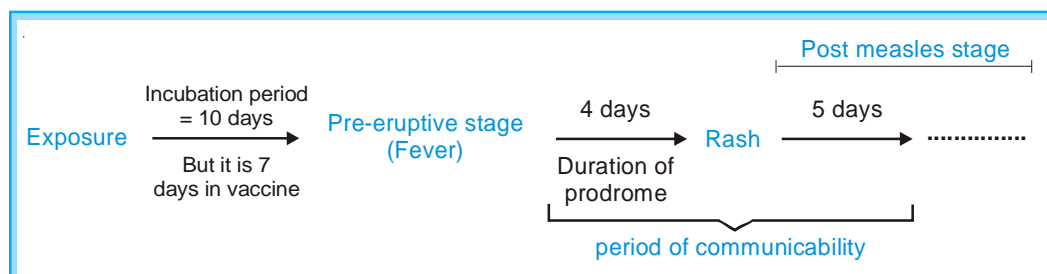 Post measles stage
Incubation period
= 10 days
Exposure
But it is 7
days in vaccine
Pre-eruptive stage
(Fever)
4 days
Duration of
prodrome
Rash
5 days
period of communicability